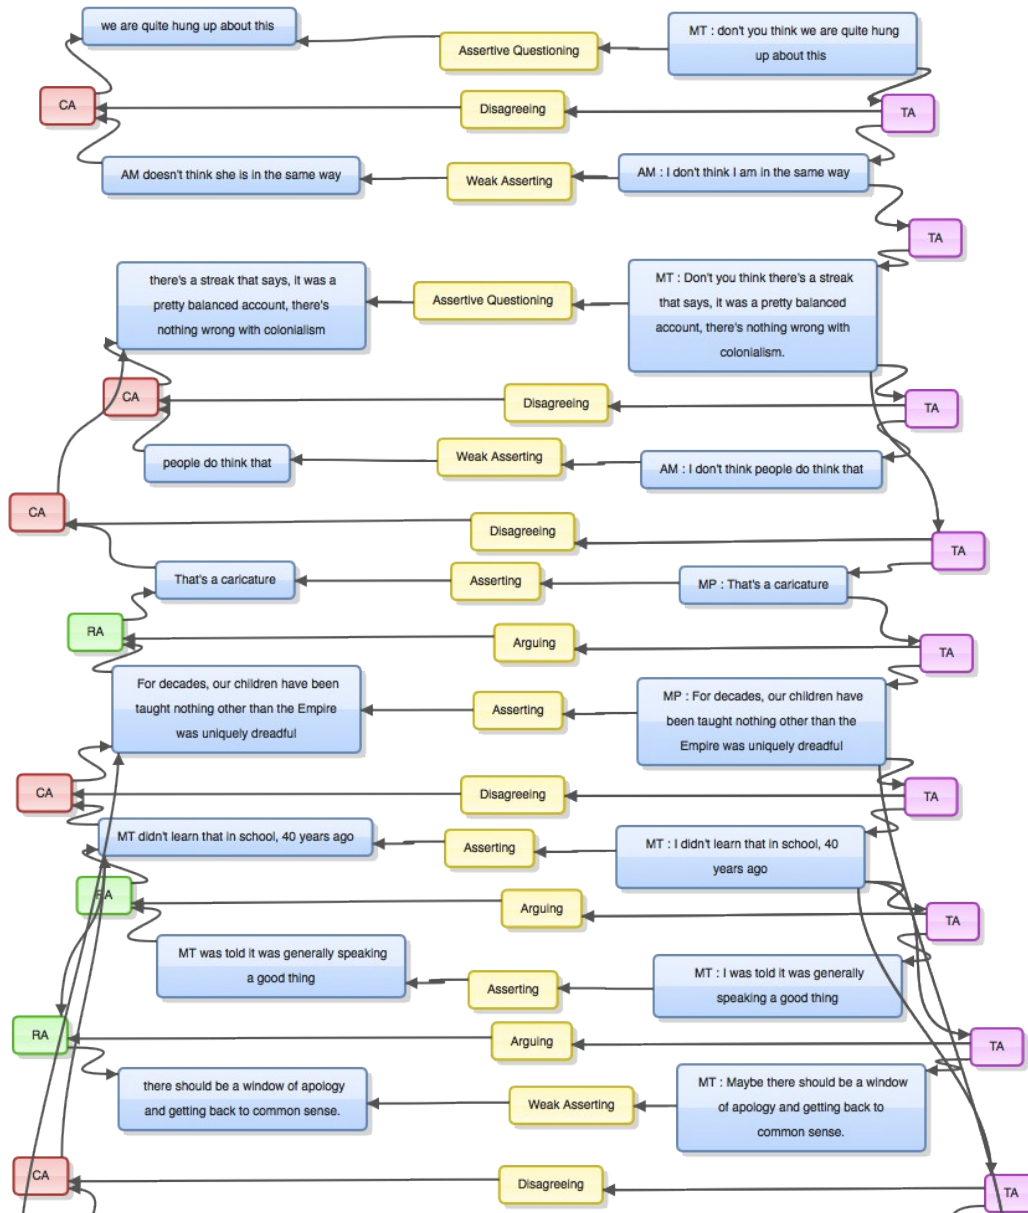 we are quite hung up about this
Assertive Questioning
MT : don't you think we are quite hung
up about this
CA
Disagreeing
TA
AM doesn't think she is in the same way
Weak Asserting
AM : I don't think I am in the same way
TA
there's a streak that says, it was a
pretty balanced account, there's
nothing wrong with colonialism
Assertive Questioning
MT : Don't you think there's a streak
that says, it was a pretty balanced
account, there's nothing wrong with
colonialism.
CA
Disagreeing
TA
people do think that
Weak Asserting
AM : I don't think people do think that
CA
Disagreeing
TA
That's a caricature
Asserting
MP : That's a caricature
RA
Arguing
TA
For decades, our children have been
taught nothing other than the Empire
was uniquely dreadful
Asserting
MP : For decades, our children have
been taught nothing other than the
Empire was uniquely dreadful
CA
Disagreeing
TA
MT didn't learn that in school, 40 years ago
Asserting
MT : I didn't learn that in school, 40
years ago
RA
Arguing
TA
MT was told it was generally speaking
a good thing
Asserting
MT : I was told it was generally
speaking a good thing
RA
Arguing
TA
there should be a window of apology
and getting back to common sense.
Weak Asserting
MT : Maybe there should be a window
of apology and getting back to
common sense.
CA
Disagreeing
TA